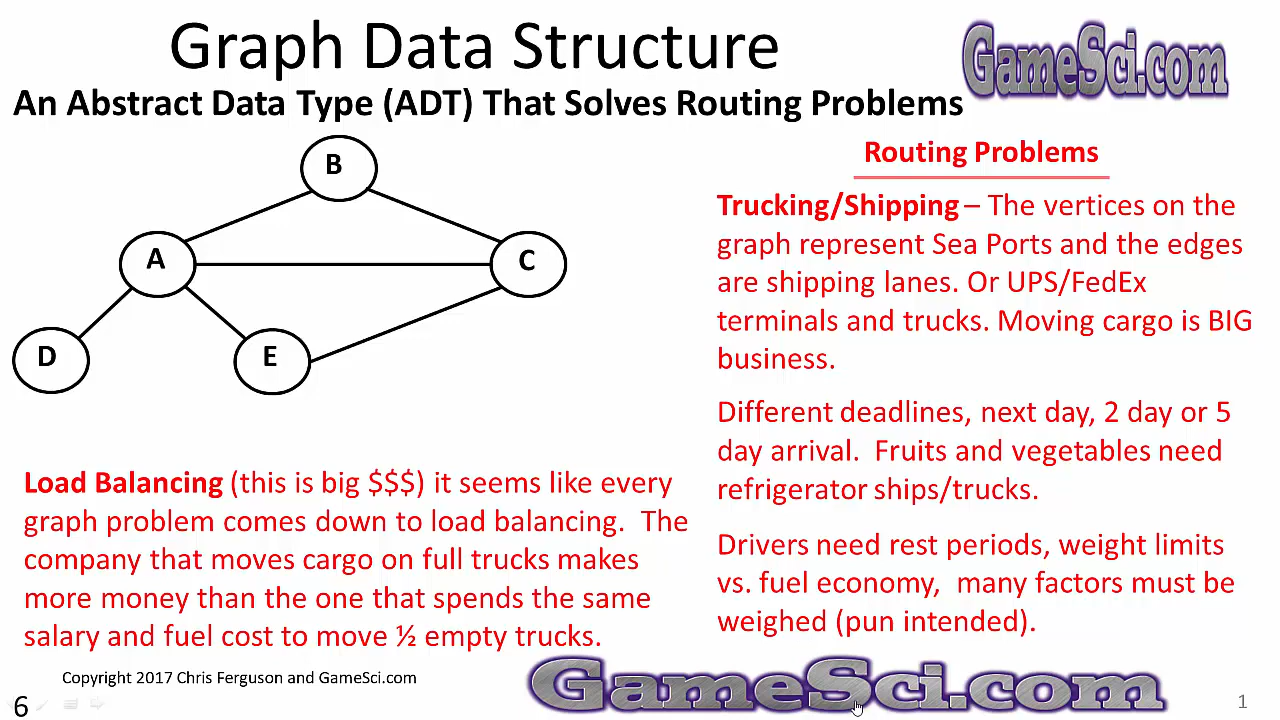 Graph Data Structure
GameSci.com
An Abstract Data Type (ADT) That Solves Routing Problems
B
A
C
D
E
Load Balancing (this is big $$$) it seems like every
graph problem comes down to load balancing.  The
company that moves cargo on full trucks makes
more money than the one that spends the same
salary and fuel cost to move ½ empty trucks.
Routing Problems
Trucking/Shipping – The vertices on the
graph represent Sea Ports and the edges
are shipping lanes. Or UPS/FedEx
terminals and trucks. Moving cargo is BIG
business.
Different deadlines, next day, 2 day or 5
day arrival.  Fruits and vegetables need
refrigerator ships/trucks.
Drivers need rest periods, weight limits
vs. fuel economy,  many factors must be
weighed (pun intended).
Copyright 2017 Chris Ferguson and GameSci.com
GameSci.com
6
1